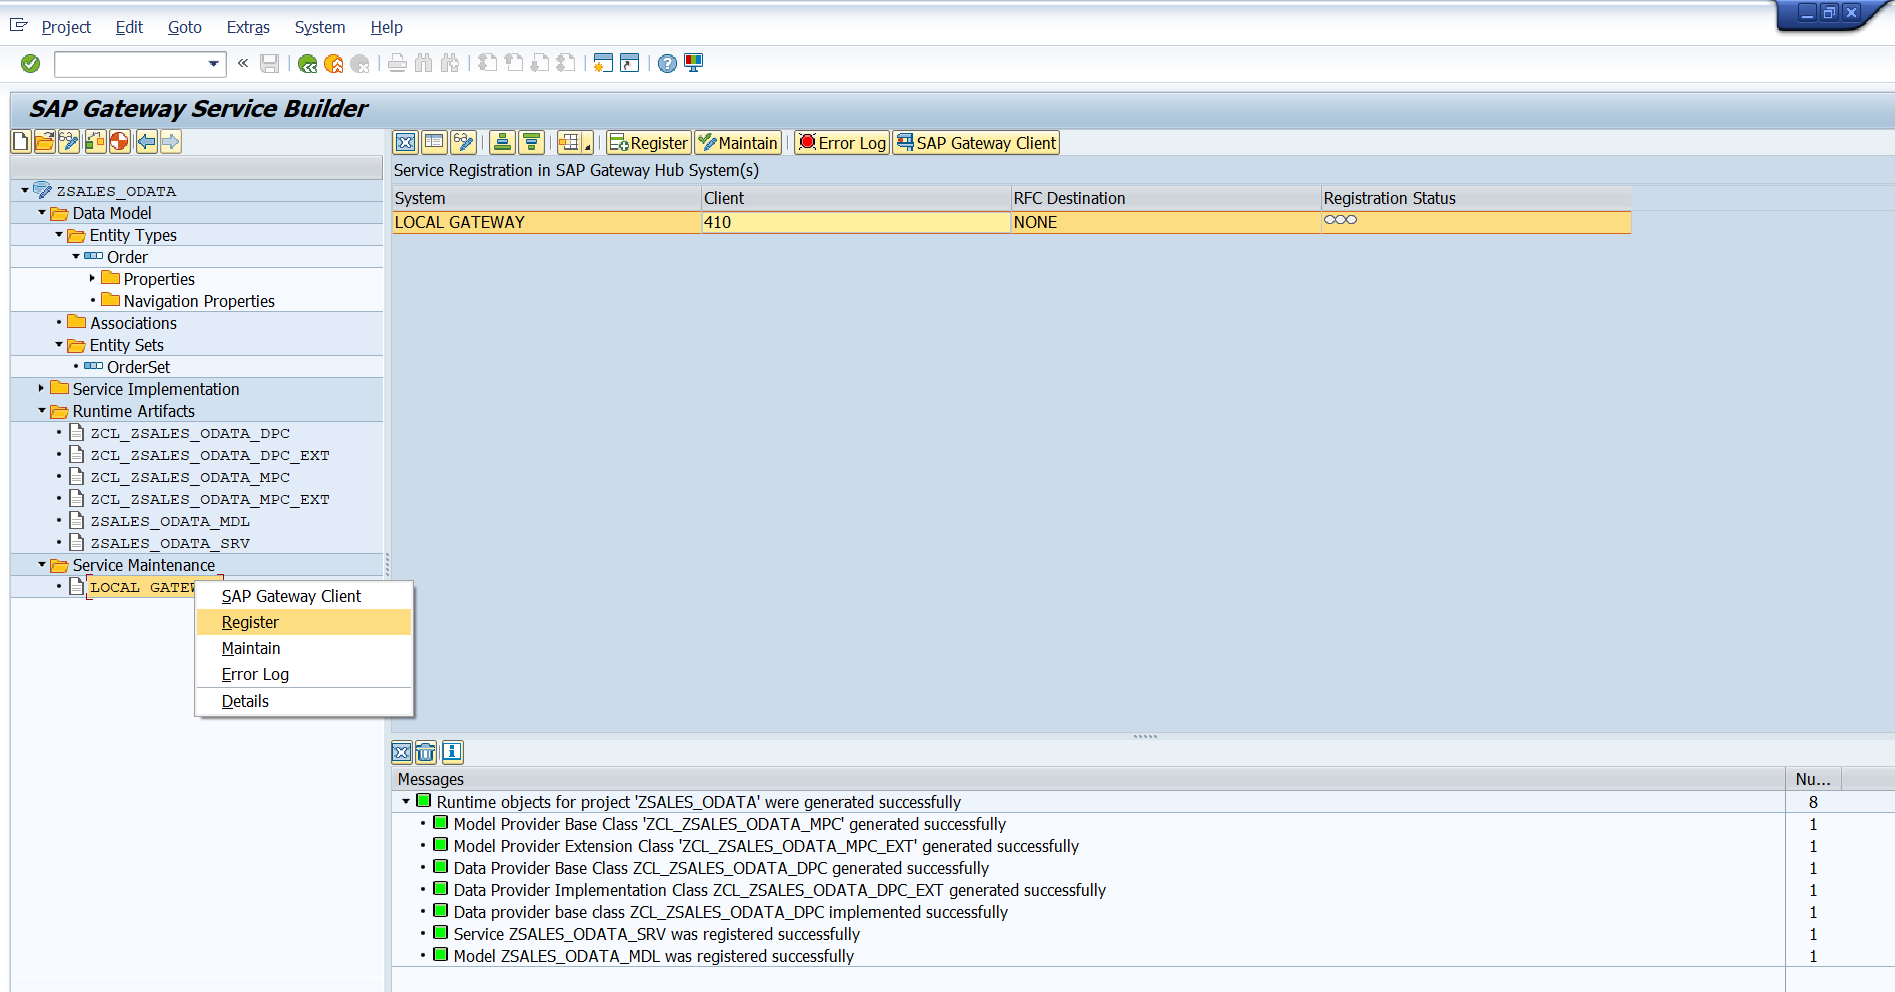 Project Edit Goto Extras System Help
SAP Gateway Service Builder
Register Maintain Error Log SAP Gateway Client
Service Registration in SAP Gateway Hub System(s)
System Client RFC Destination Registration Status
LOCAL GATEWAY 410 NONE
ZSALES_ODATA
Data Model
Entity Types
Order
Properties
Navigation Properties
Associations
Entity Sets
OrderSet
Service Implementation
Runtime Artifacts
ZCL_ZSALES_ODATA_DPC
ZCL_ZSALES_ODATA_DPC_EXT
ZCL_ZSALES_ODATA_MPC
ZCL_ZSALES_ODATA_MPC_EXT
ZSALES_ODATA_MDL
ZSALES_ODATA_SRV
Service Maintenance
LOCAL GATEW
SAP Gateway Client
Register
Maintain
Error Log
Details
Messages Nu...
Runtime objects for project 'ZSALES_ODATA' were generated successfully 8
Model Provider Base Class 'ZCL_ZSALES_ODATA_MPC' generated successfully 1
Model Provider Extension Class 'ZCL_ZSALES_ODATA_MPC_EXT' generated successfully 1
Data Provider Base Class ZCL_ZSALES_ODATA_DPC generated successfully 1
Data Provider Implementation Class ZCL_ZSALES_ODATA_DPC_EXT generated successfully 1
Data provider base class ZCL_ZSALES_ODATA_DPC implemented successfully 1
Service ZSALES_ODATA_SRV was registered successfully 1
Model ZSALES_ODATA_MDL was registered successfully 1